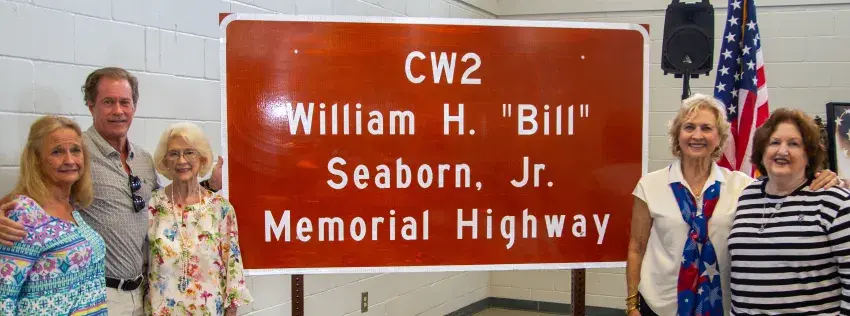 CW2
William H. "Bill"
Seaborn, Jr.
Memorial Highway